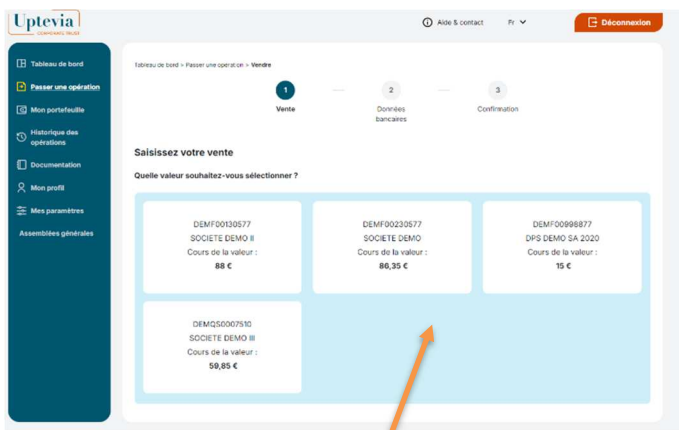 Uptevia
Aide & contact
Fr
Déconnexion
Tableau de bord
Passer une opération
Mon portefeuille
Historique des
opérations
Documentation
Mon profil
Mes paramètres
Assemblées générales
Tableau de bord > Passer une opération > Vendre
1
2
3
Vente
Données
bancaires
Confirmation
Saisissez votre vente
Quelle valeur souhaitez-vous sélectionner ?
DEMF00130577
SOCIETE DEMO II
Cours de la valeur :
88 €
DEMF00230577
SOCIETE DEMO
Cours de la valeur :
86,35 €
DEMF00998877
DPS DEMO SA 2020
Cours de la valeur :
15 €
DEMQS0007510
SOCIETE DEMO III
Cours de la valeur :
59,85 €